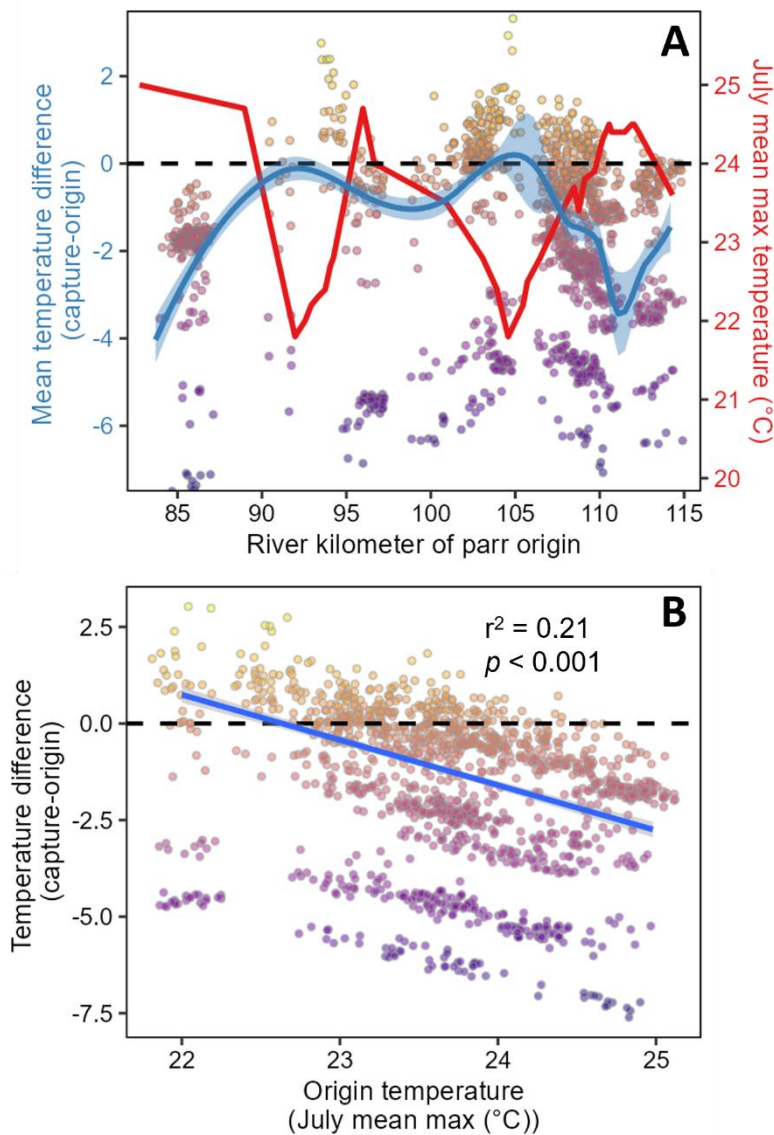 A
Mean temperature difference
(capture-origin)
2
0
-2
-4
-6
July mean max temperature (°C)
25
24
23
22
21
20
85
90
95
100
105
110
115
River kilometer of parr origin
B
r² = 0.21
p < 0.001
Temperature difference
(capture-origin)
2.5
0.0
-2.5
-5.0
-7.5
22
23
24
25
Origin temperature
(July mean max (°C))